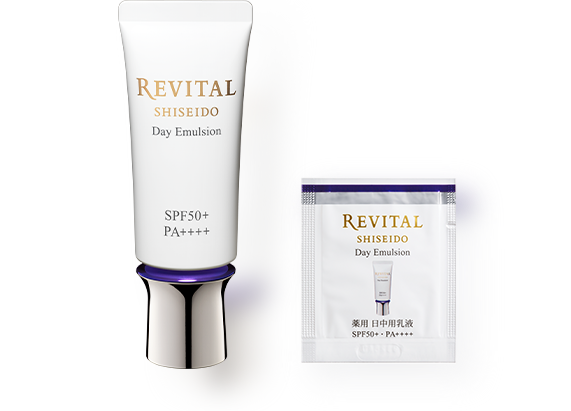 REVITAL
SHISEIDO
Day Emulsion
SPF50+
PA++++
REVITAL
SHISEIDO
Day Emulsion
薬用 日中用乳液
SPF50+・PA++++